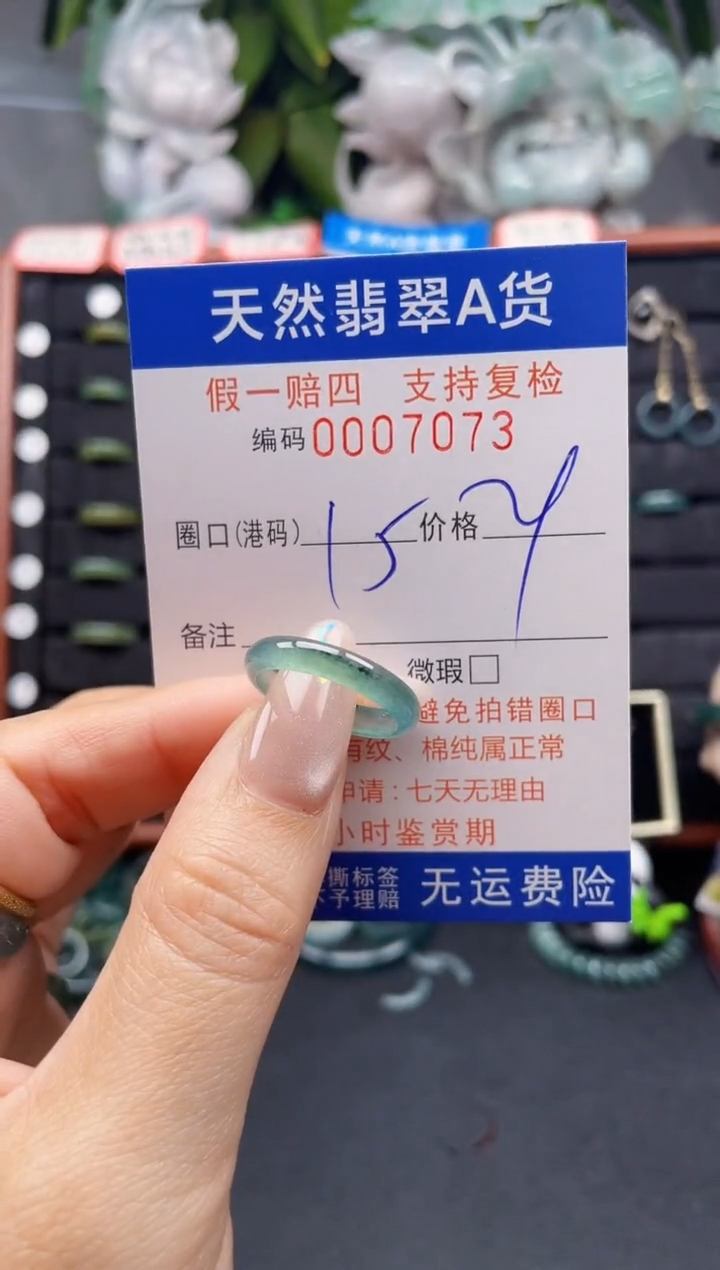 天然翡翠A货
假一赔四 支持复检
编码0007073
圈口(港码) 15 价格
备注
微瑕
避免拍错圈口
有纹、棉纯属正常
申请:七天无理由
小时鉴赏期
撕标签
不予理赔
无运费险